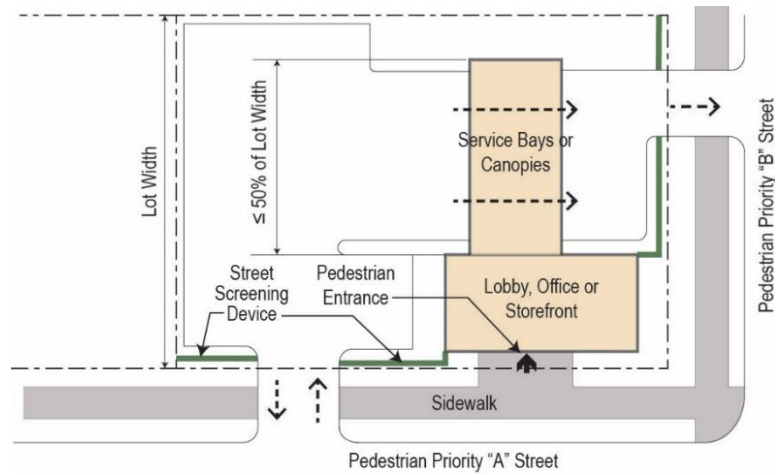 Lot Width
≤ 50% of Lot Width
Service Bays or
Canopies
Street
Screening
Device
Pedestrian
Entrance
Lobby, Office or
Storefront
Sidewalk
Pedestrian Priority “A” Street
Pedestrian Priority “B” Street